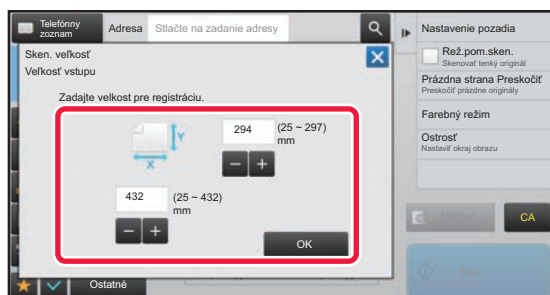 Telefónny
zoznam
Adresa
Stlačte na zadanie adresy
Sken. veľkosť
Veľkosť vstupu
Zadajte velkost pre registráciu.
Y
X
294
(25 ~ 297)
mm
− +
432
(25 ~ 432)
mm
− +
OK
Ostatné
Nastavenie pozadia
Rež.pom.sken.
Skenovať tenký originál
Prázdna strana Preskočiť
Preskočiť prázdne originály
Farebný režim
Ostrosť
Nastaviť okraj obrazu
CA
Start